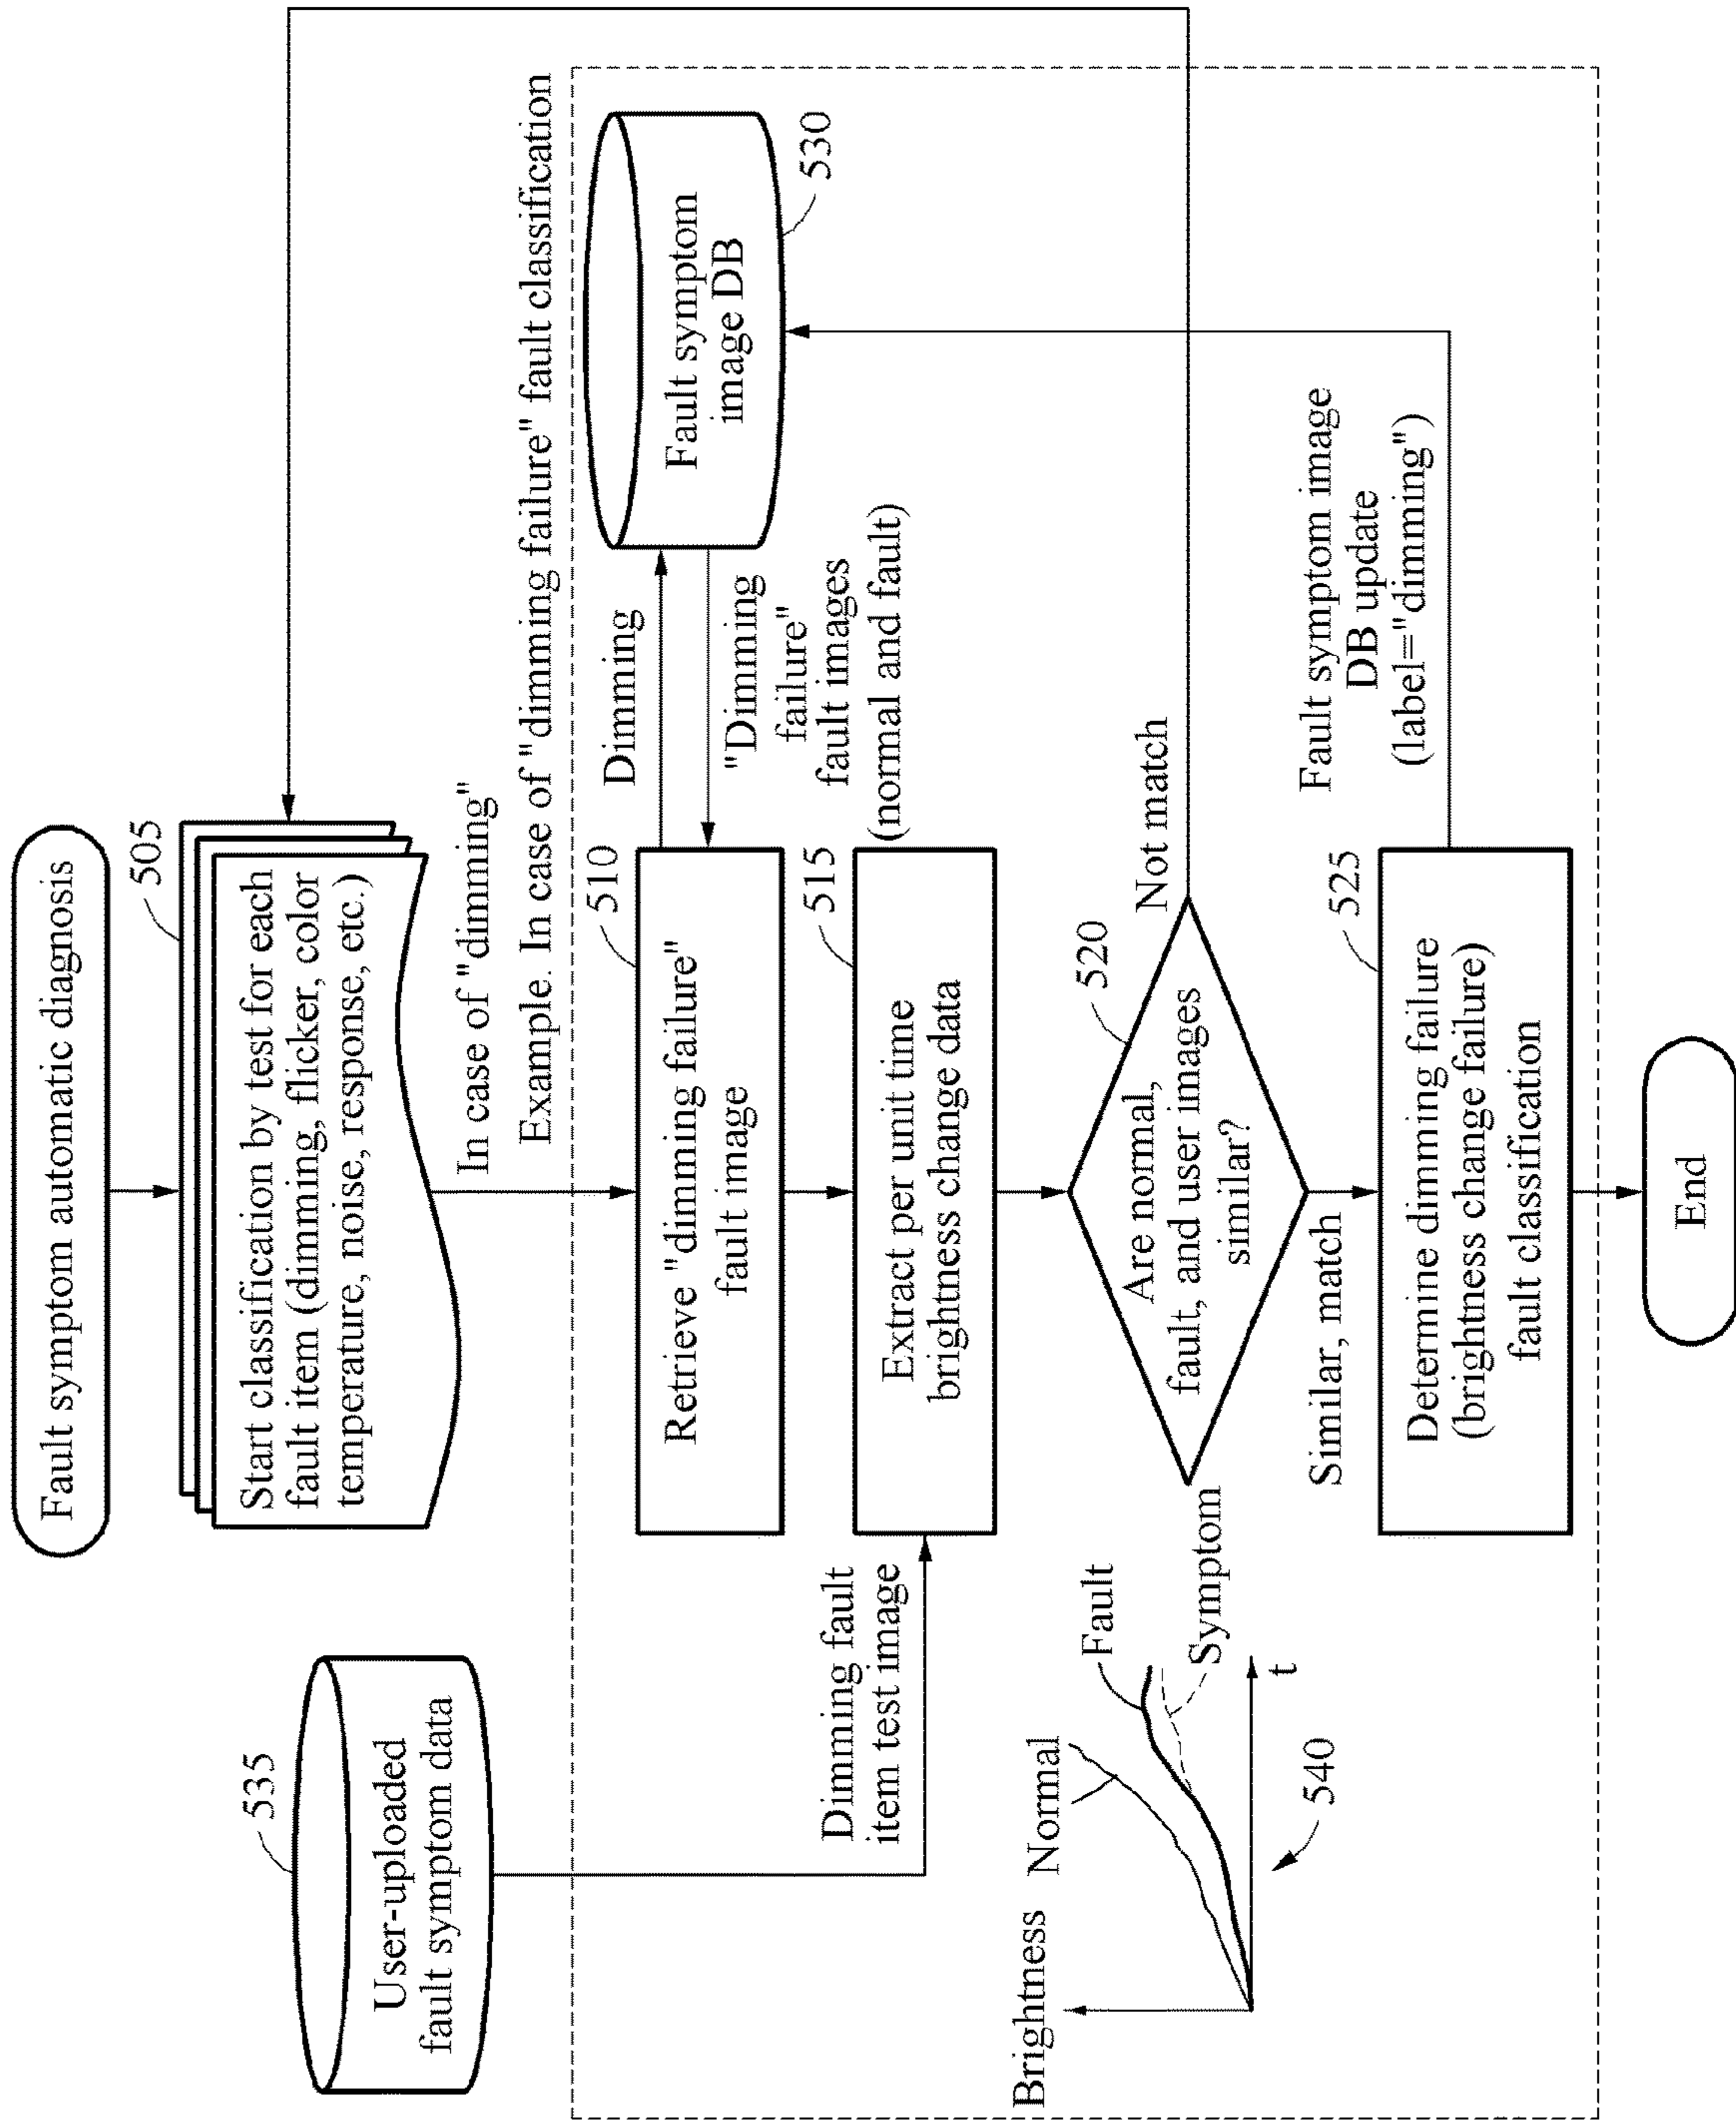 Fault symptom automatic diagnosis
505
Start classification by test for each
fault item (dimming, flicker, color
temperature, noise, response, etc.)
535
User-uploaded
fault symptom data
In case of "dimming"
Example. In case of "dimming failure" fault classification
510
Retrieve "dimming failure"
fault image
Dimming
"Dimming
failure"
fault images
(normal and fault)
Fault symptom
image DB
530
Dimming fault
item test image
515
Extract per unit time
brightness change data
520
Are normal,
fault, and user images
similar?
Not match
Similar, match
Brightness
Normal
Fault
Symptom
t
540
525
Determine dimming failure
(brightness change failure)
fault classification
Fault symptom image
DB update
(label="dimming")
End